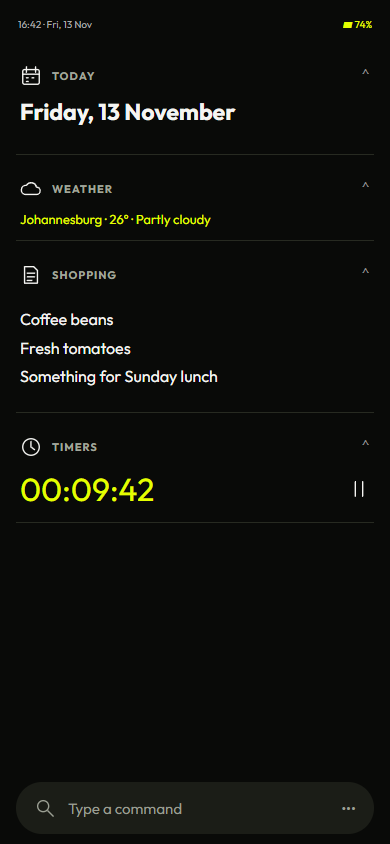 16:42 · Fri, 13 Nov
74%
TODAY
Friday, 13 November
WEATHER
Johannesburg · 26° · Partly cloudy
SHOPPING
Coffee beans
Fresh tomatoes
Something for Sunday lunch
TIMERS
00:09:42
Type a command